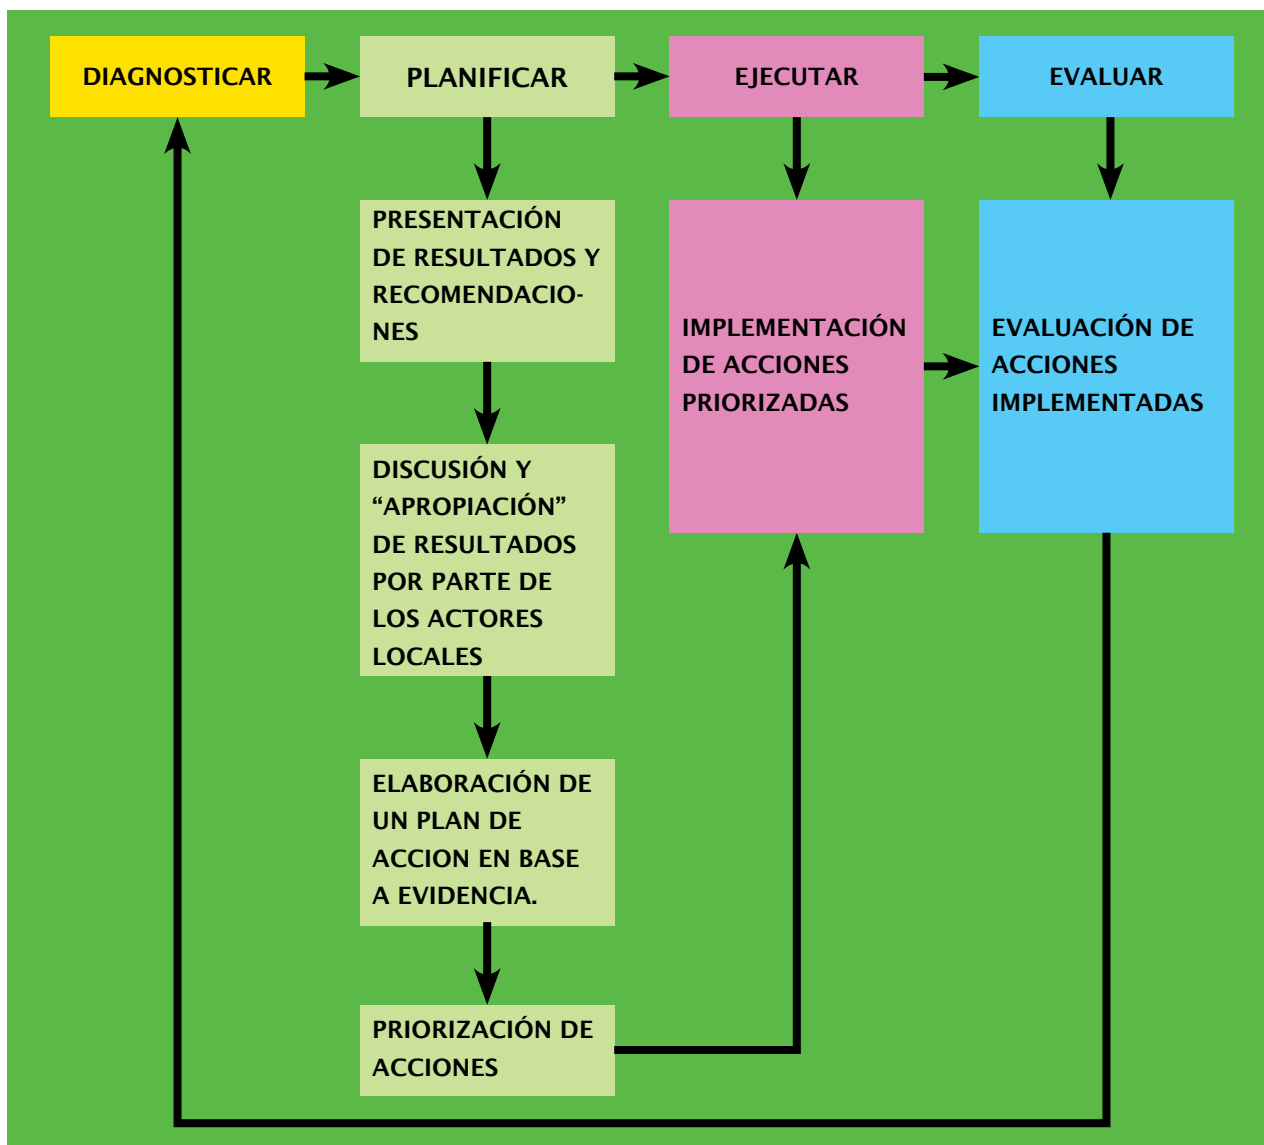 DIAGNOSTICAR
PLANIFICAR
EJECUTAR
EVALUAR
PRESENTACIÓN
DE RESULTADOS Y
RECOMENDACIO-
NES
DISCUSIÓN Y
“APROPIACIÓN”
DE RESULTADOS
POR PARTE DE
LOS ACTORES
LOCALES
ELABORACIÓN DE
UN PLAN DE
ACCION EN BASE
A EVIDENCIA.
PRIORIZACIÓN DE
ACCIONES
IMPLEMENTACIÓN
DE ACCIONES
PRIORIZADAS
EVALUACIÓN DE
ACCIONES
IMPLEMENTADAS